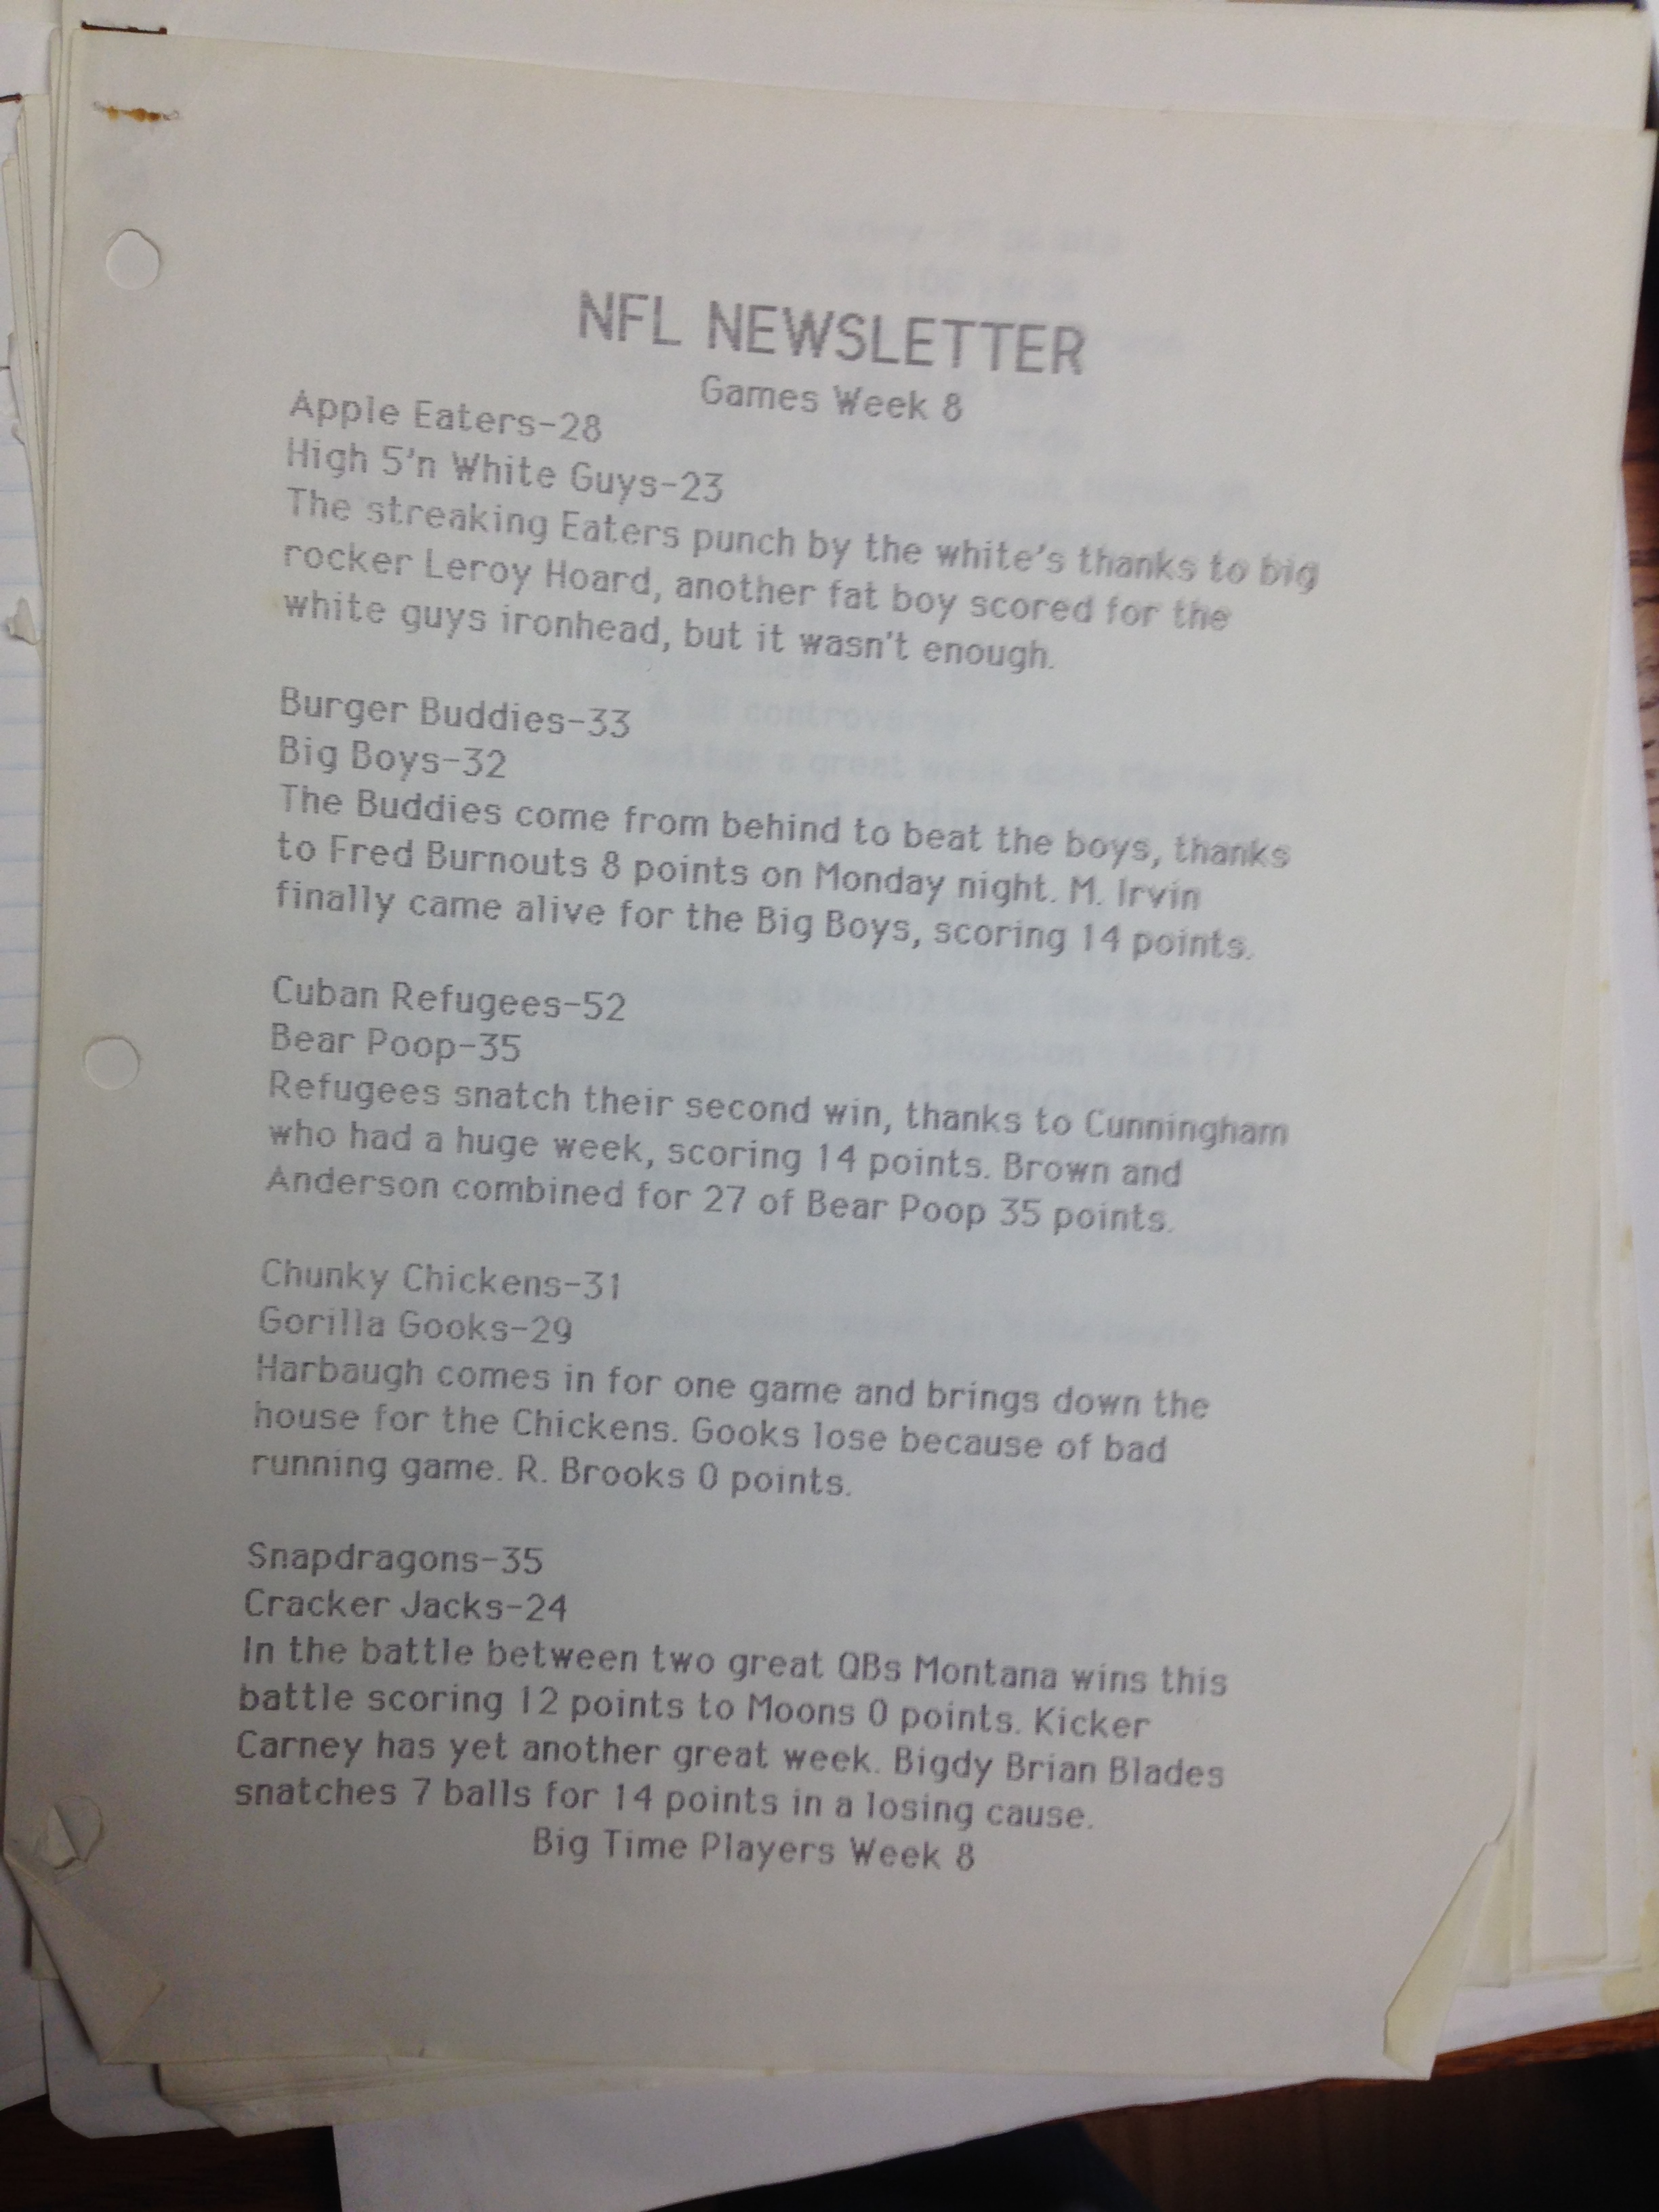 NFL NEWSLETTER
Games Week 8
Apple Eaters-28
High 5'n White Guys-23
The streaking Eaters punch by the white's thanks to big
rocker Leroy Hoard, another fat boy scored for the
white guys ironhead, but it wasn't enough.
Burger Buddies-33
Big Boys-32
The Buddies come from behind to beat the boys, thanks
to Fred Burnouts 8 points on Monday night. M. Irvin
finally came alive for the Big Boys, scoring 14 points.
Cuban Refugees-52
Bear Poop-35
Refugees snatch their second win, thanks to Cunningham
who had a huge week, scoring 14 points. Brown and
Anderson combined for 27 of Bear Poop 35 points.
Chunky Chickens-31
Gorilla Gooks-29
Harbaugh comes in for one game and brings down the
house for the Chickens. Gooks lose because of bad
running game. R. Brooks 0 points.
Snapdragons-35
Cracker Jacks-24
In the battle between two great QBs Montana wins this
battle scoring 12 points to Moons 0 points. Kicker
Carney has yet another great week. Bigdy Brian Blades
snatches 7 balls for 14 points in a losing cause.
Big Time Players Week 8